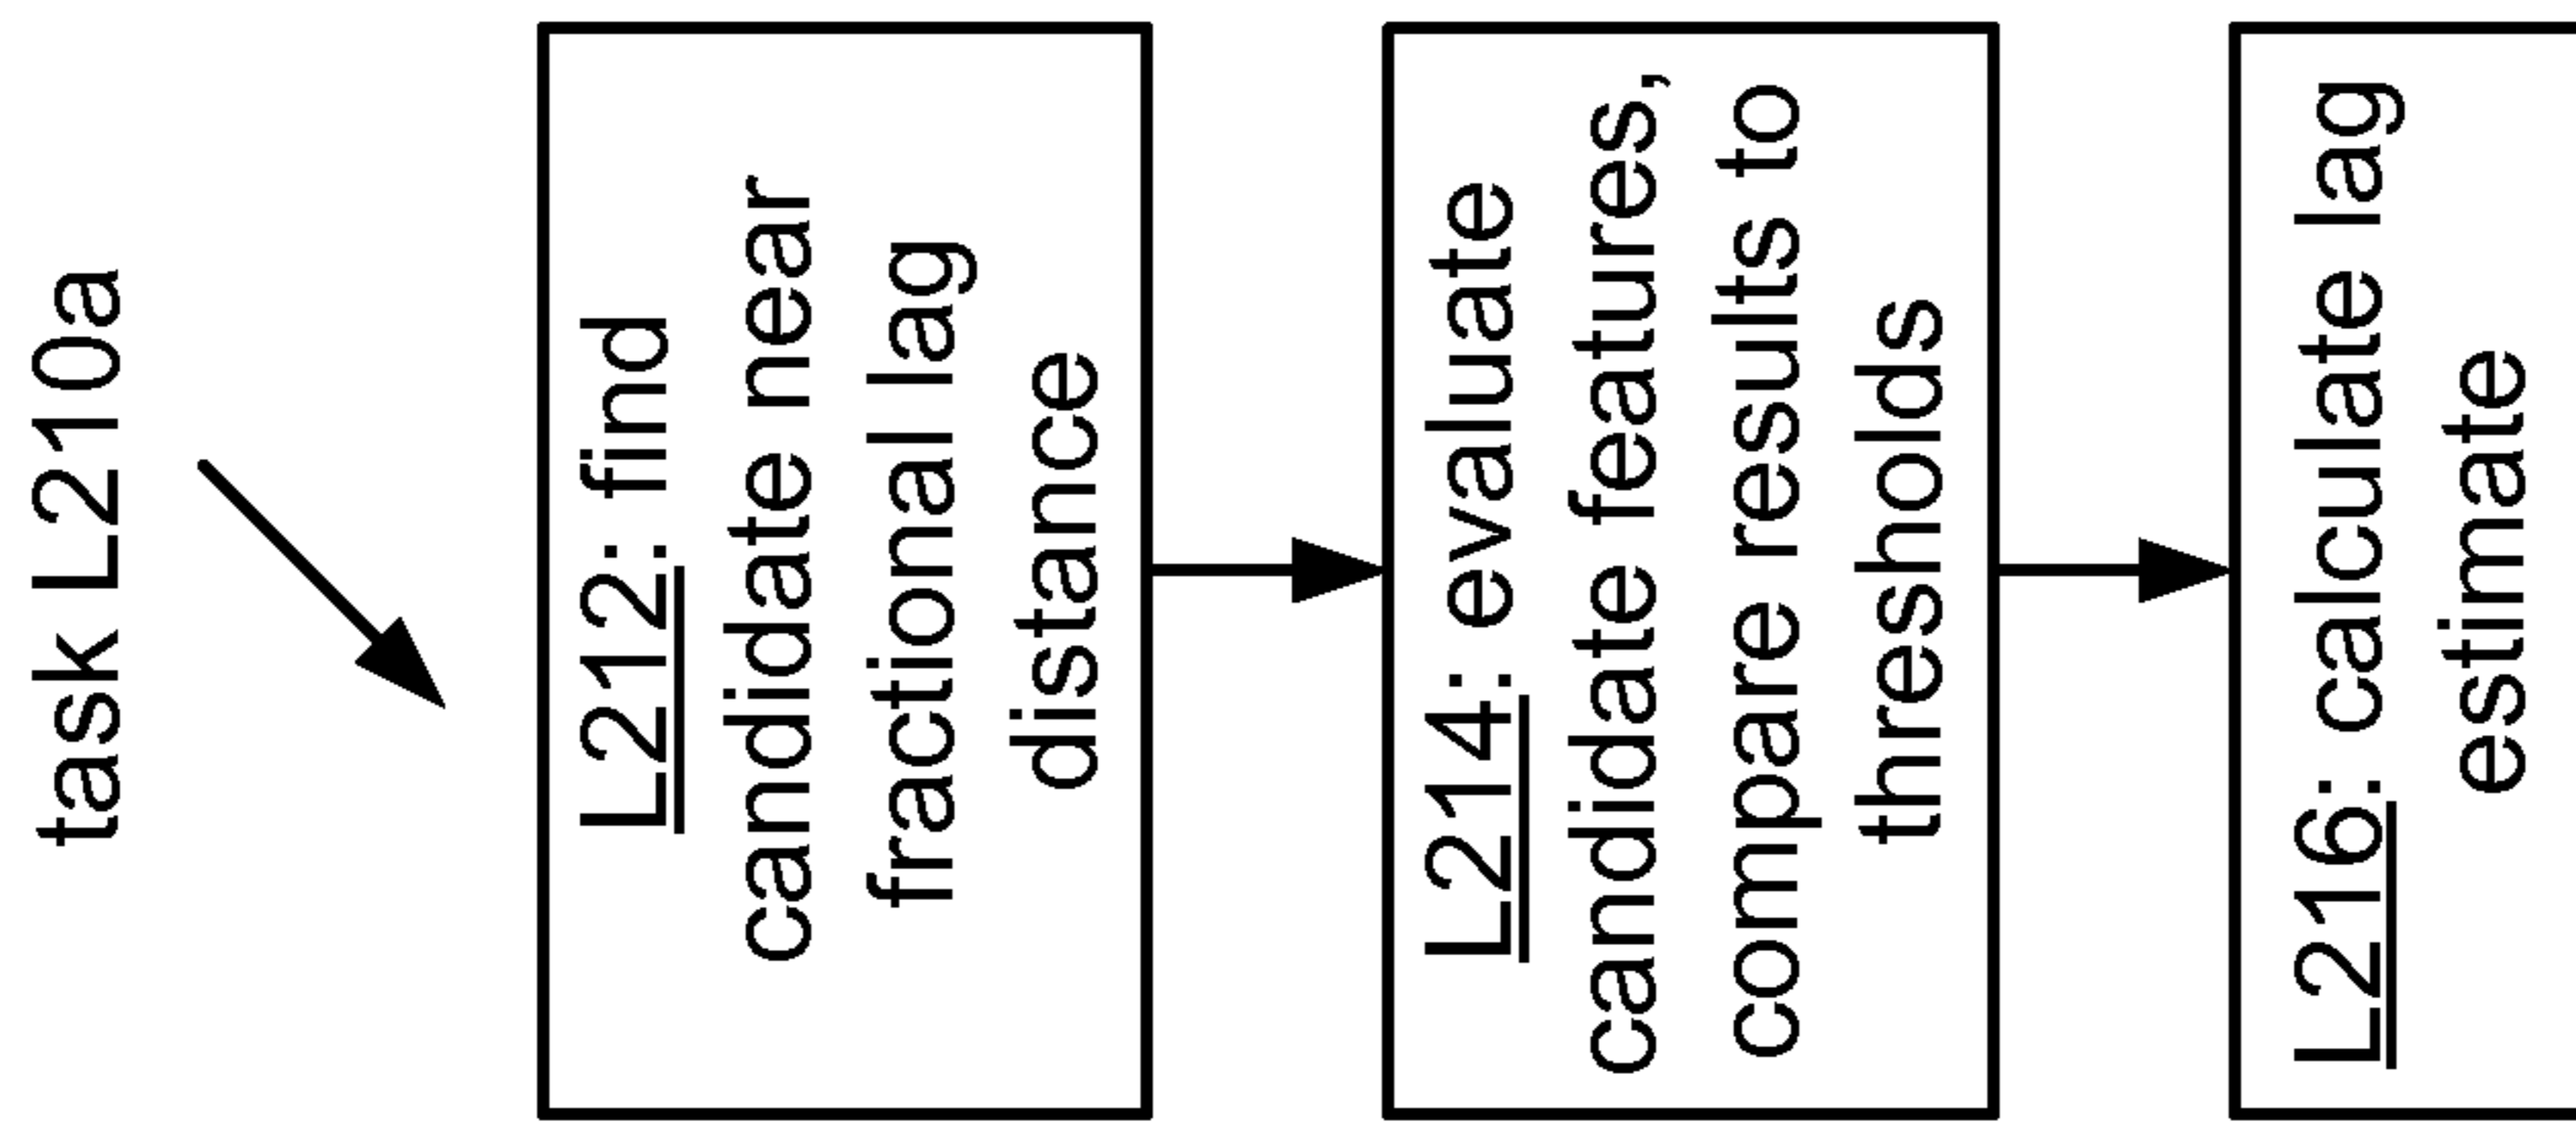 task L210a
L212: find
candidate near
fractional lag
distance
L214: evaluate
candidate features,
compare results to
thresholds
L216: calculate lag
estimate